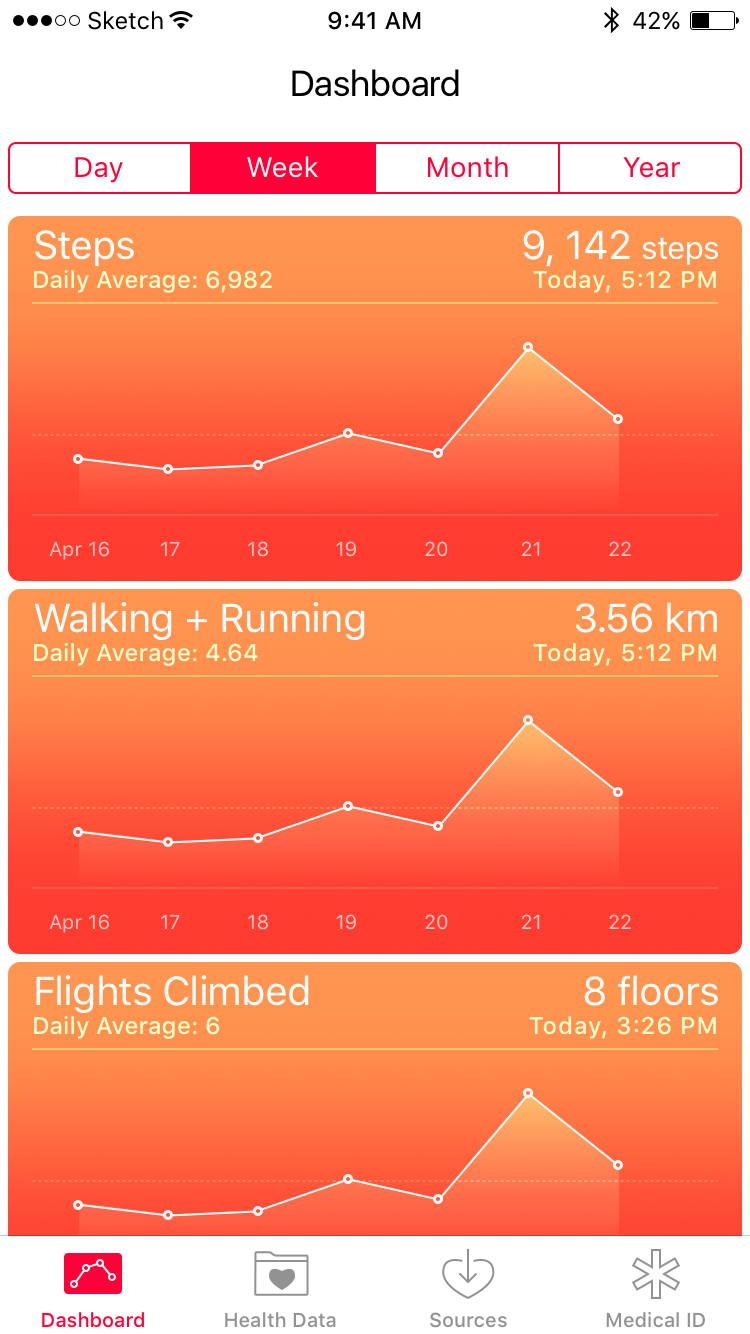 Sketch 9:41 AM 42%
Dashboard
Day Week Month Year
Steps 9, 142 steps
Daily Average: 6,982 Today, 5:12 PM
Apr 16 17 18 19 20 21 22
Walking + Running 3.56 km
Daily Average: 4.64 Today, 5:12 PM
Apr 16 17 18 19 20 21 22
Flights Climbed 8 floors
Daily Average: 6 Today, 3:26 PM
Dashboard Health Data Sources Medical ID